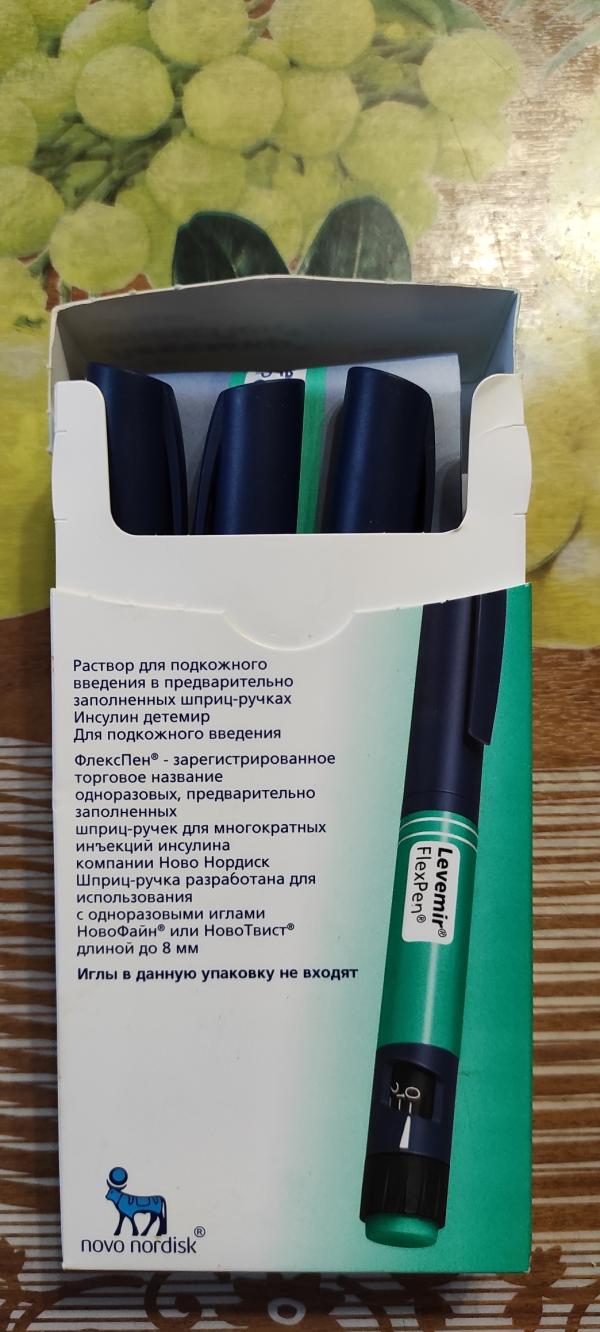 Раствор для подкожного
введения в предварительно
заполненных шприц-ручках
Инсулин детемир
Для подкожного введения
ФлексПен® - зарегистрированное
торговое название
одноразовых, предварительно
заполненных
шприц-ручек для многократных
инъекций инсулина
компании Ново Нордиск
Шприц-ручка разработана для
использования
с одноразовыми иглами
НовоФайн® или НовоТвист®
длиной до 8 мм
Иглы в данную упаковку не входят
Levemir®
FlexPen®
0
2
novo nordisk®